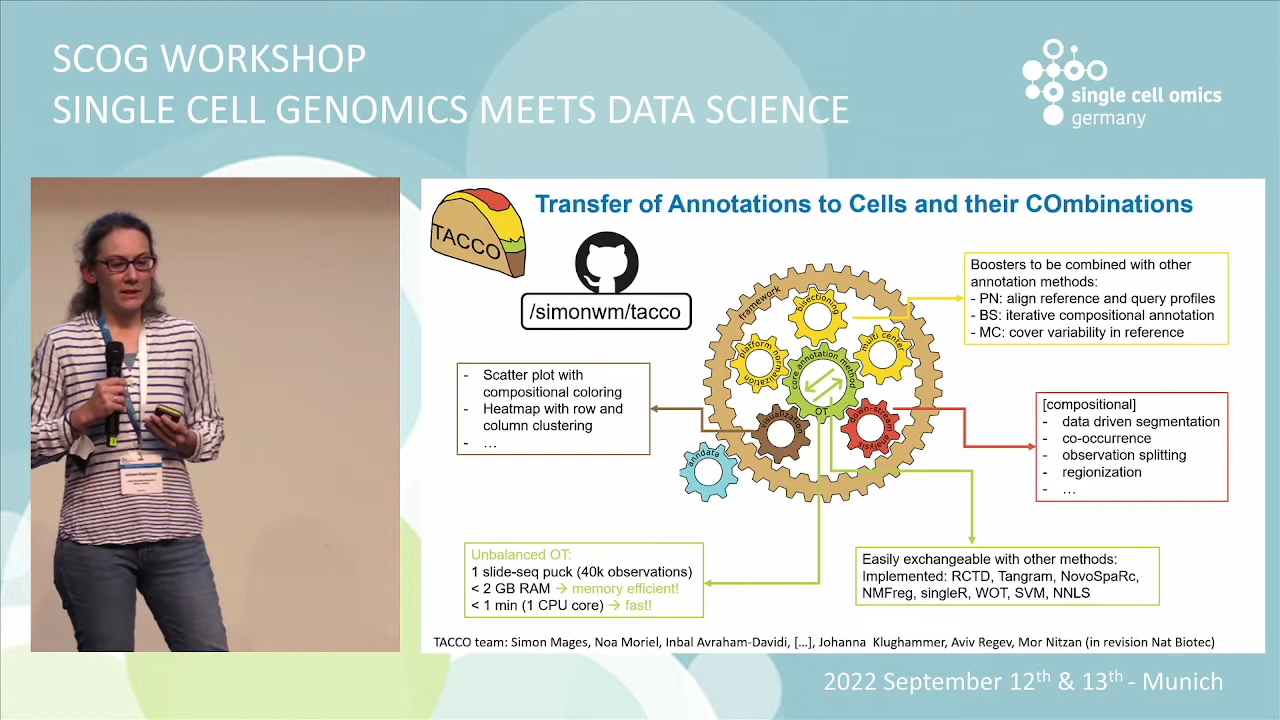 SCOG WORKSHOP
SINGLE CELL GENOMICS MEETS DATA SCIENCE
single cell omics
germany
TACCO
Transfer of Annotations to Cells and their COmbinations
/simonwm/tacco
Boosters to be combined with other
annotation methods:
- PN: align reference and query profiles
- BS: iterative compositional annotation
- MC: cover variability in reference
framework
bisectioning
platform normalization
multi center
core annotation method
OT
visualization
down-stream analysis
anndata
- Scatter plot with
compositional coloring
- Heatmap with row and
column clustering
- ...
[compositional]
- data driven segmentation
- co-occurrence
- observation splitting
- regionization
- ...
Unbalanced OT:
1 slide-seq puck (40k observations)
< 2 GB RAM → memory efficient!
< 1 min (1 CPU core) → fast!
Easily exchangeable with other methods:
Implemented: RCTD, Tangram, NovoSpaRc,
NMFreg, singleR, WOT, SVM, NNLS
TACCO team: Simon Mages, Noa Moriel, Inbal Avraham-Davidi, [...], Johanna Klughammer, Aviv Regev, Mor Nitzan (in revision Nat Biotec)
2022 September 12th & 13th - Munich